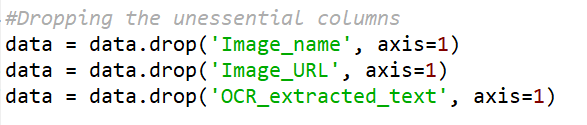 #Dropping the unessential columns
data = data.drop('Image_name', axis=1)
data = data.drop('Image_URL', axis=1)
data = data.drop('OCR_extracted_text', axis=1)